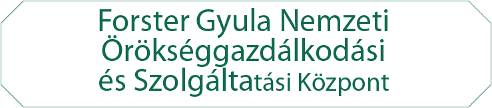 Forster Gyula Nemzeti
Örökséggazdálkodási
és Szolgáltatási Központ